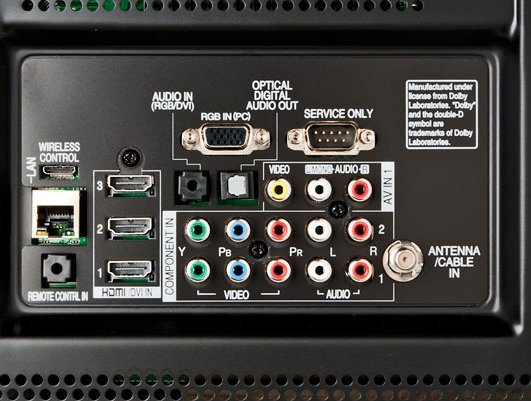 AUDIO IN
(RGB/DVI)
OPTICAL
DIGITAL
AUDIO OUT
RGB IN (PC)
SERVICE ONLY
Manufactured under
license from Dolby
Laboratories. "Dolby"
and the double-D
symbol are
trademarks of Dolby
Laboratories.
WIRELESS
CONTROL
LAN
REMOTE CONTRL IN
3
2
1
HDMI /DVI IN
VIDEO
L/MONO-AUDIO-R
AV IN 1
COMPONENT IN
2
Y
PB
PR
L
R
1
VIDEO
AUDIO
ANTENNA
/CABLE
IN